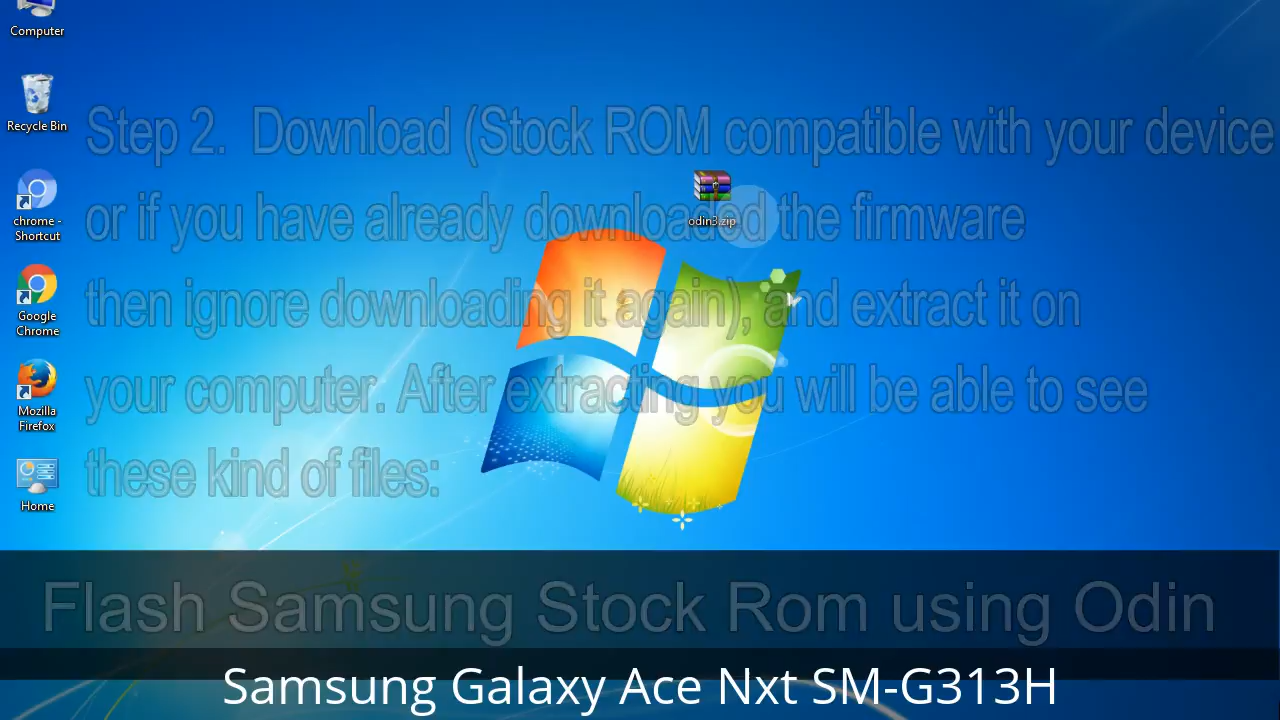 Computer
Recycle Bin
chrome -
Shortcut
Google
Chrome
Mozilla
Firefox
Home
odin3.zip
Step 2. Download (Stock ROM compatible with your device
or if you have already downloaded the firmware
then ignore downloading it again), and extract it on
your computer. After extracting you will be able to see
these kind of files:
Flash Samsung Stock Rom using Odin
Samsung Galaxy Ace Nxt SM-G313H